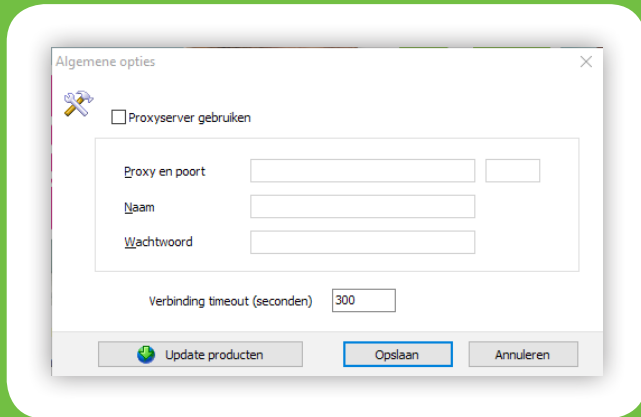 Algemene opties
Proxyserver gebruiken
Proxy en poort
Naam
Wachtwoord
Verbinding timeout (seconden) 300
Update producten Opslaan Annuleren